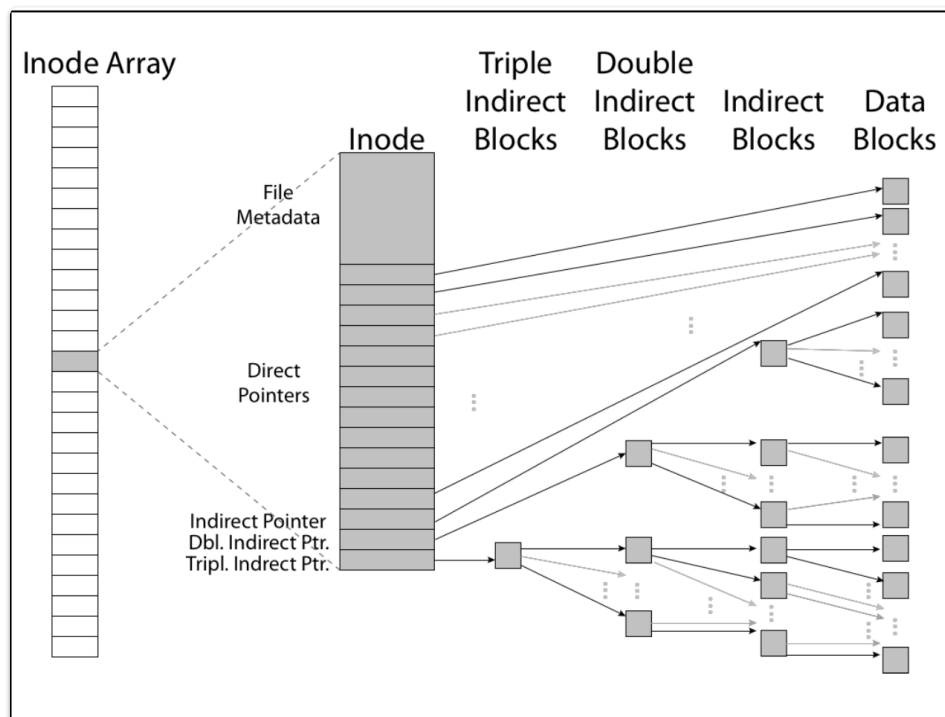 Inode Array
Triple
Indirect
Blocks
Double
Indirect
Blocks
Indirect
Blocks
Data
Blocks
Inode
File
Metadata
Direct
Pointers
Indirect Pointer
Dbl. Indirect Ptr.
Tripl. Indrect Ptr.